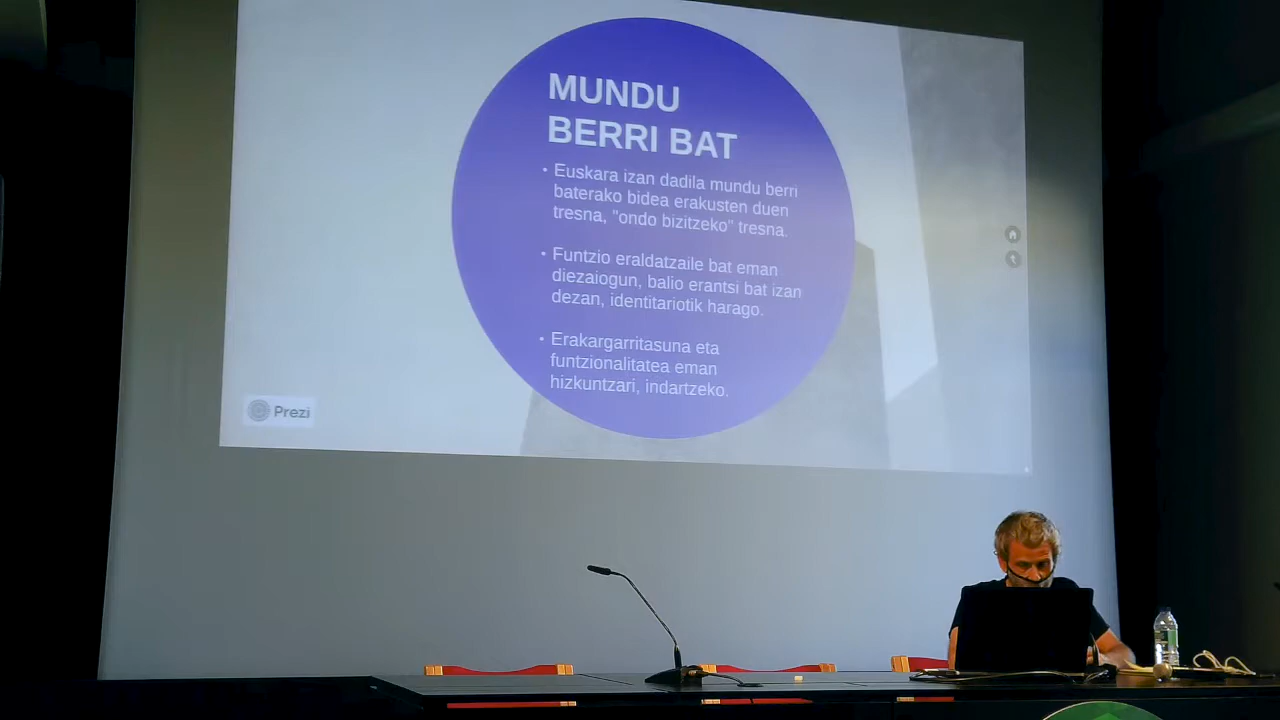 MUNDU
BERRI BAT
• Euskara izan dadila mundu berri
baterako bidea erakusten duen
tresna, "ondo bizitzeko" tresna.
• Funtzio eraldatzaile bat eman
diezaiogun, balio erantsi bat izan
dezan, identitariotik harago.
• Erakargarritasuna eta
funtzionalitatea eman
hizkuntzari, indartzeko.
Prezi